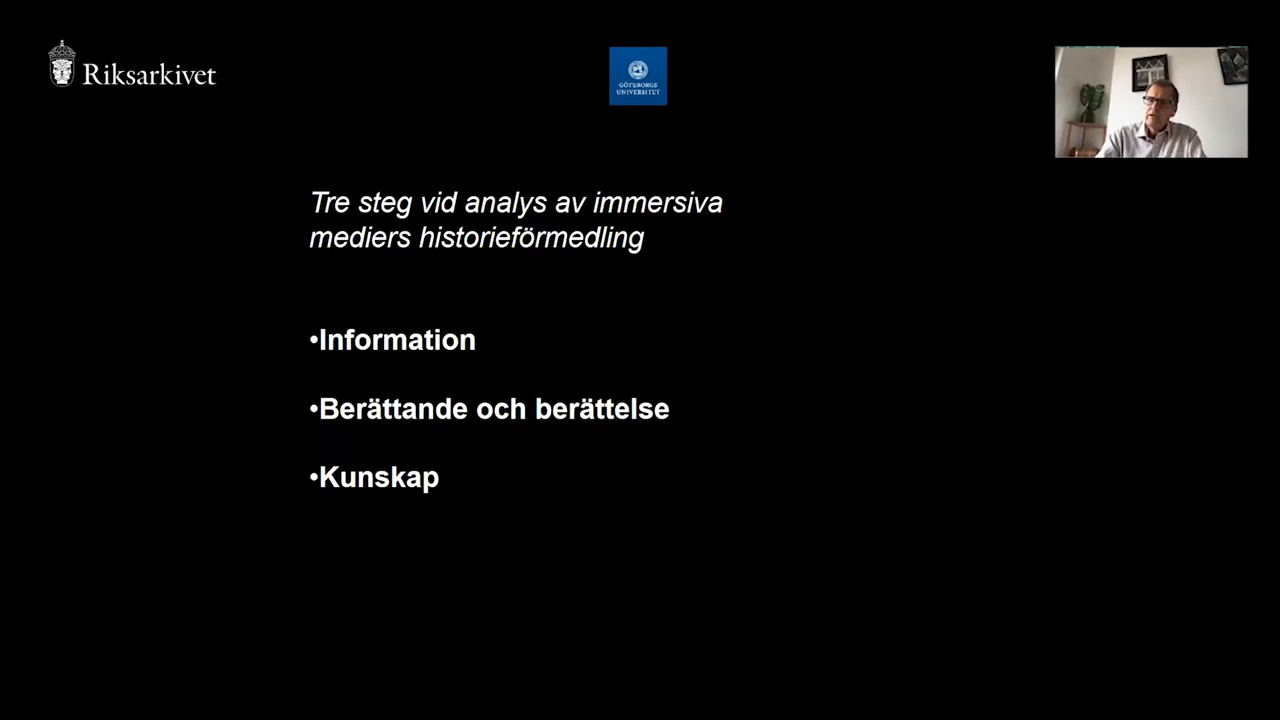 Riksarkivet
GÖTEBORGS
UNIVERSITET
Tre steg vid analys av immersiva
mediers historieförmedling
•Information
•Berättande och berättelse
•Kunskap